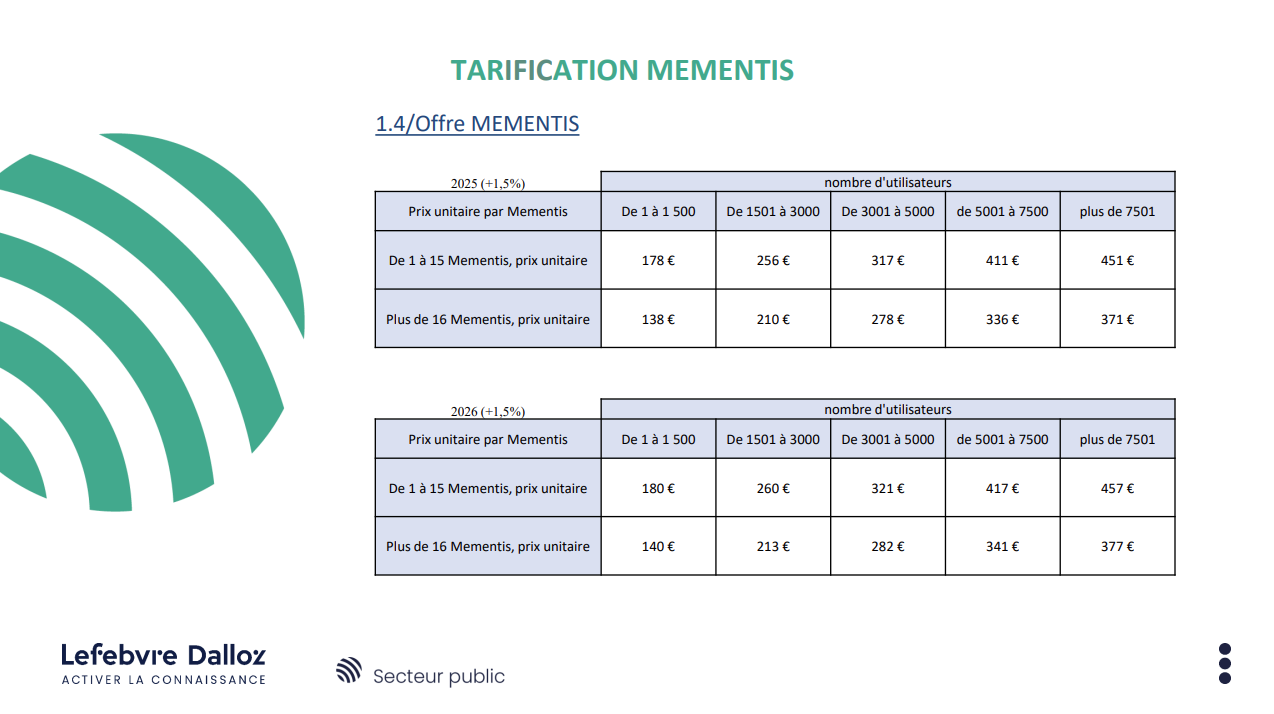 TARIFICATION MEMENTIS
1.4/Offre MEMENTIS
2025 (+1,5%) nombre d'utilisateurs
Prix unitaire par Mementis De 1 à 1 500 De 1501 à 3000 De 3001 à 5000 de 5001 à 7500 plus de 7501
De 1 à 15 Mementis, prix unitaire 178 € 256 € 317 € 411 € 451 €
Plus de 16 Mementis, prix unitaire 138 € 210 € 278 € 336 € 371 €
2026 (+1,5%) nombre d'utilisateurs
Prix unitaire par Mementis De 1 à 1 500 De 1501 à 3000 De 3001 à 5000 de 5001 à 7500 plus de 7501
De 1 à 15 Mementis, prix unitaire 180 € 260 € 321 € 417 € 457 €
Plus de 16 Mementis, prix unitaire 140 € 213 € 282 € 341 € 377 €
Lefebvre Dalloz
ACTIVER LA CONNAISSANCE
Secteur public